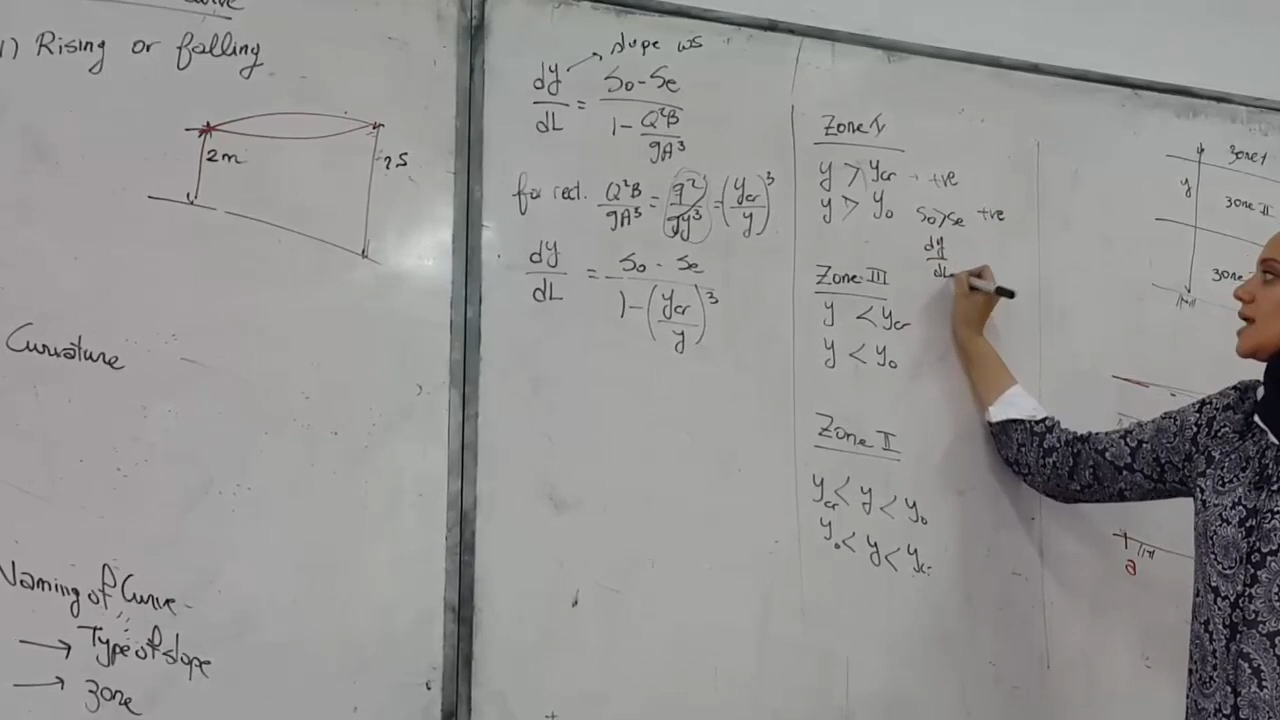 1) Rising or falling
2m
Curvature
Naming of Curve
→ Type of slope
→ zone
slope ws
dy/dL = (So - Se) / (1 - Q²B/gA³)
for rect. Q²B/gA³ = q²/gy³ = (ycr/y)³
dy/dL = (So - Se) / (1 - (ycr/y)³)
Zone I
y > ycr +ve
y > yo so>se +ve
dy/dL
Zone III
y < ycr
y < yo
Zone II
ycr < y < yo
yo < y < ycr
zone I
y
zone II
zone
a